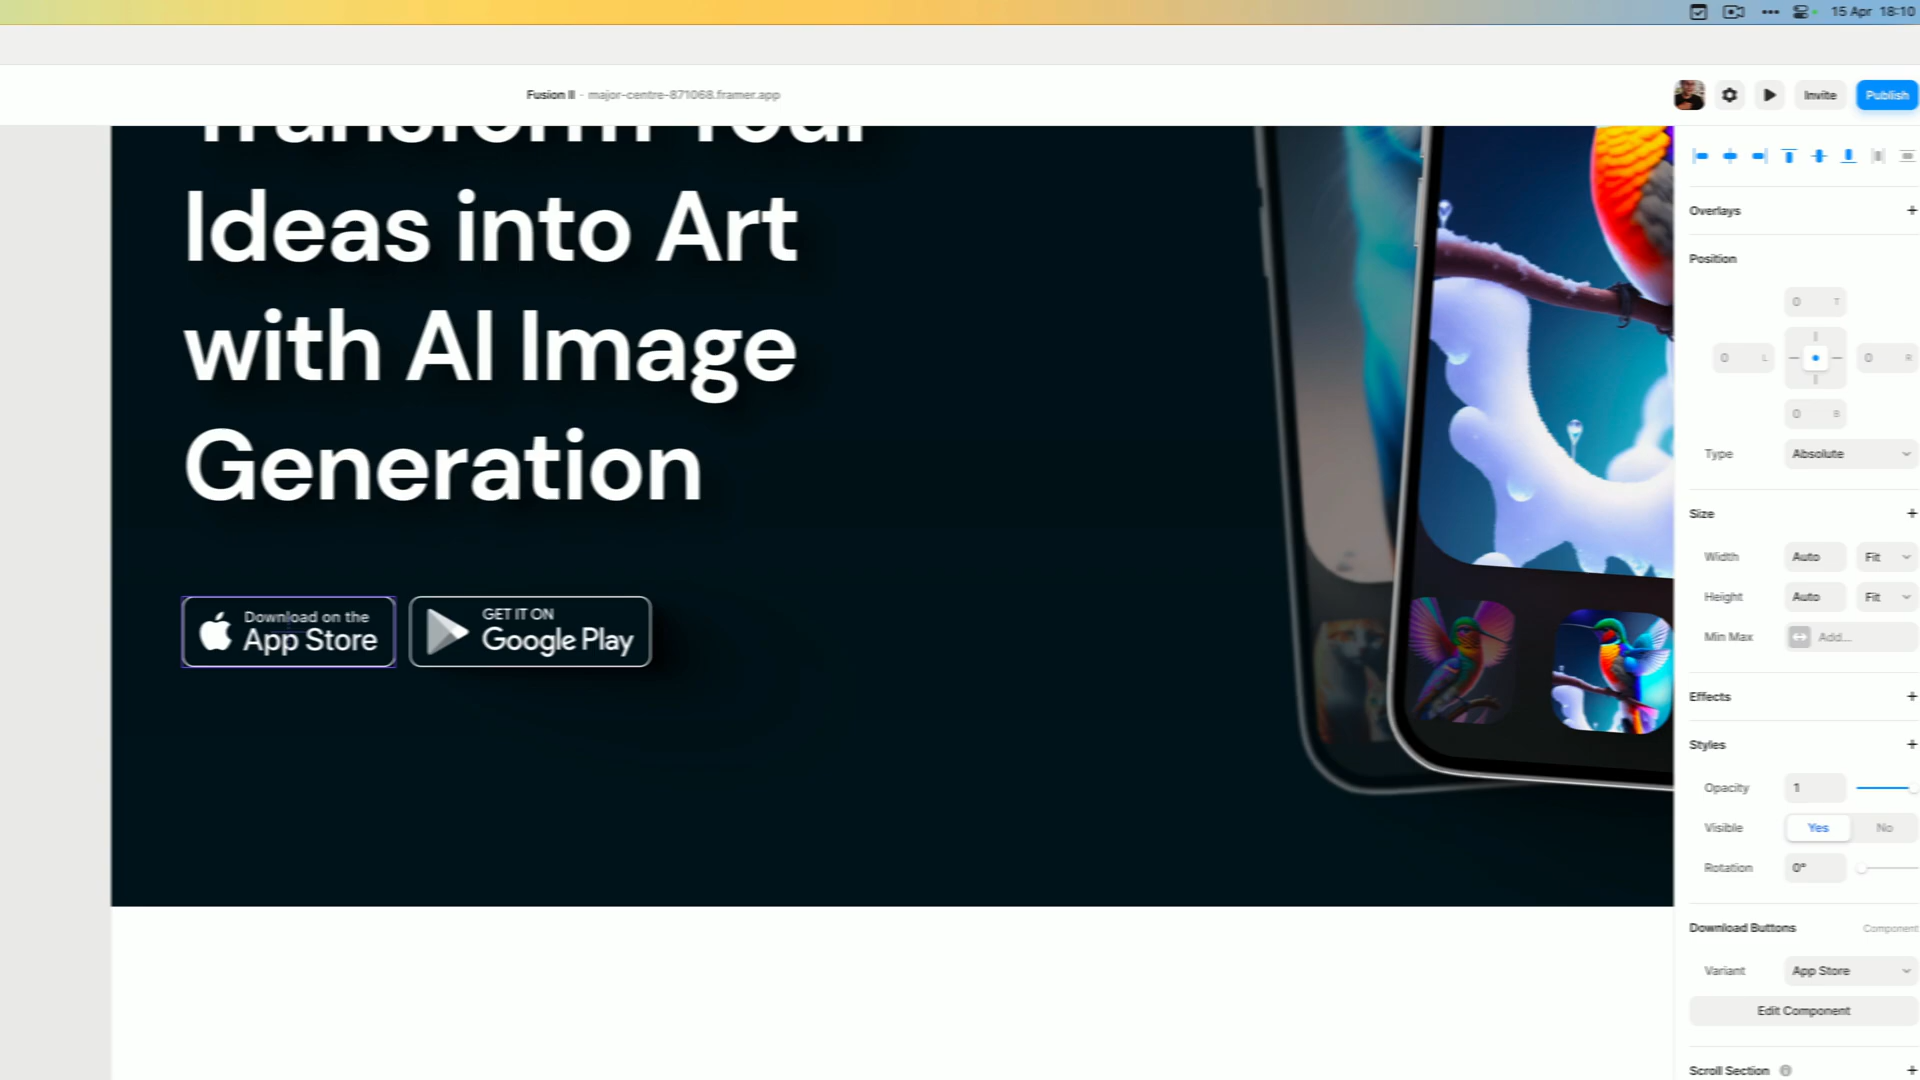 15 Apr 18:10
Fusion II - major-centre-871068.framer.app
Invite
Publish
Transform Your
Ideas into Art
with AI Image
Generation
Download on the
App Store
GET IT ON
Google Play
Overlays
Position
0 T
0 L
0 R
0 B
Type Absolute
Size
Width Auto Fit
Height Auto Fit
Min Max Add...
Effects
Styles
Opacity 1
Visible Yes No
Rotation 0°
Download Buttons Component
Variant App Store
Edit Component
Scroll Section